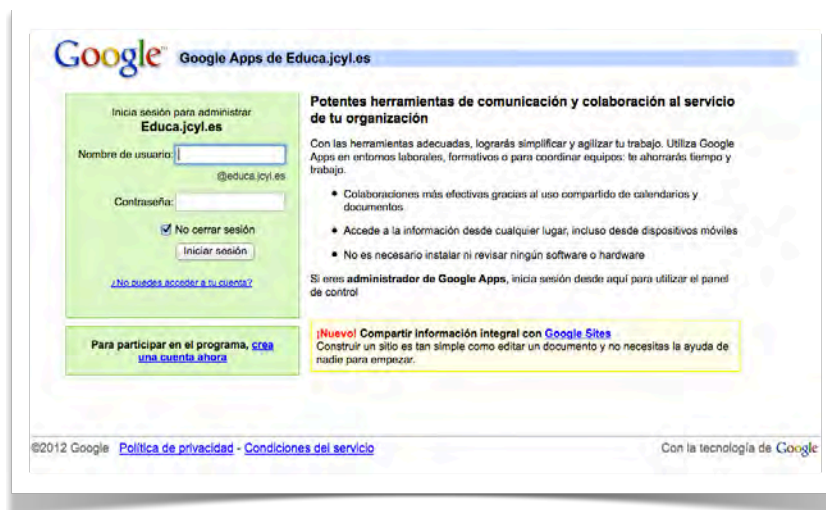 Google Google Apps de Educa.jcyl.es
Inicia sesión para administrar
Educa.jcyl.es
Nombre de usuario:
@educa.jcyl.es
Contraseña:
No cerrar sesión
Iniciar sesión
¿No puedes acceder a tu cuenta?
Para participar en el programa, crea
una cuenta ahora
Potentes herramientas de comunicación y colaboración al servicio
de tu organización
Con las herramientas adecuadas, lograrás simplificar y agilizar tu trabajo. Utiliza Google
Apps en entornos laborales, formativos o para coordinar equipos: te ahorrarás tiempo y
trabajo.
• Colaboraciones más efectivas gracias al uso compartido de calendarios y
documentos
• Accede a la información desde cualquier lugar, incluso desde dispositivos móviles
• No es necesario instalar ni revisar ningún software o hardware
Si eres administrador de Google Apps, inicia sesión desde aquí para utilizar el panel
de control
¡Nuevo! Compartir información integral con Google Sites
Construir un sitio es tan simple como editar un documento y no necesitas la ayuda de
nadie para empezar.
©2012 Google Política de privacidad - Condiciones del servicio
Con la tecnología de Google